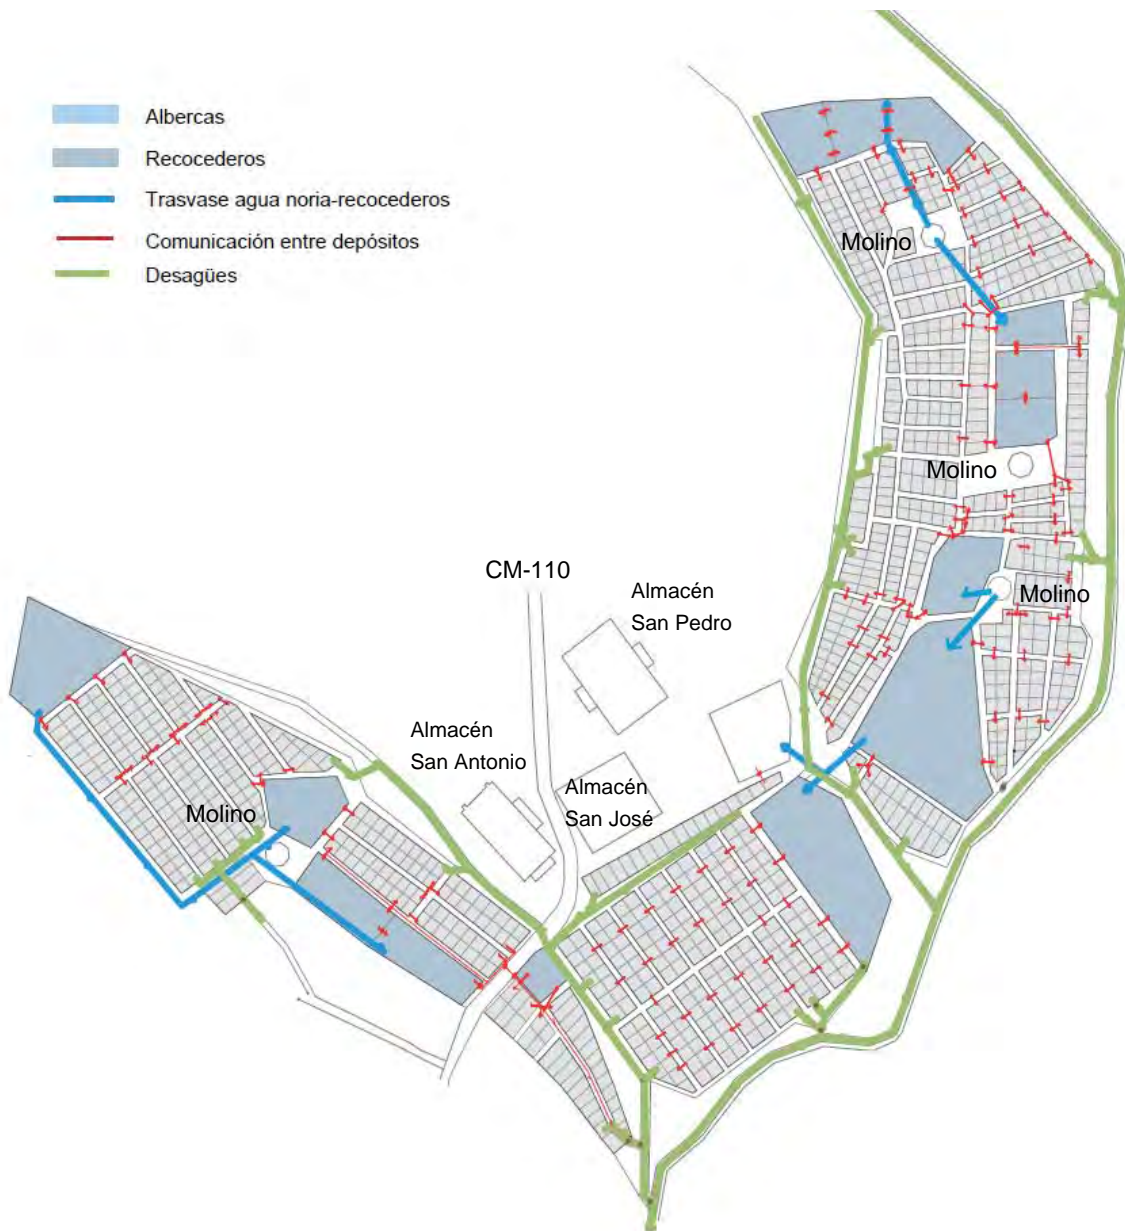 Albercas
Recocederos
Trasvase agua noria-recocederos
Comunicación entre depósitos
Desagües
Molino
Molino
CM-110
Almacén
San Pedro
Molino
Almacén
San Antonio
Almacén
San José
Molino